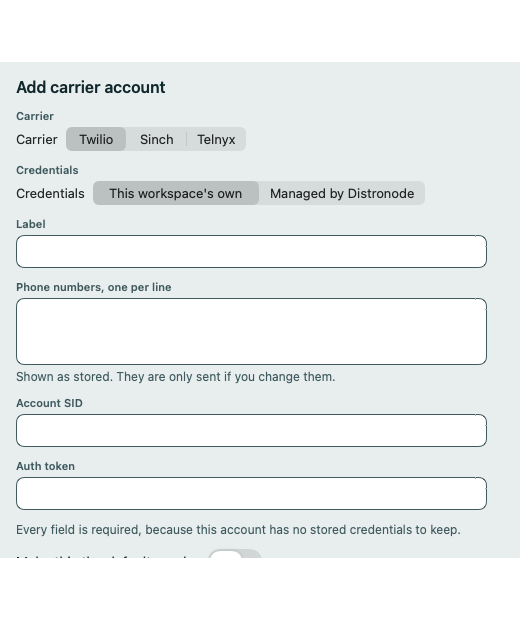 Add carrier account
Carrier
Carrier Twilio Sinch Telnyx
Credentials
Credentials This workspace's own Managed by Distronode
Label
Phone numbers, one per line
Shown as stored. They are only sent if you change them.
Account SID
Auth token
Every field is required, because this account has no stored credentials to keep.